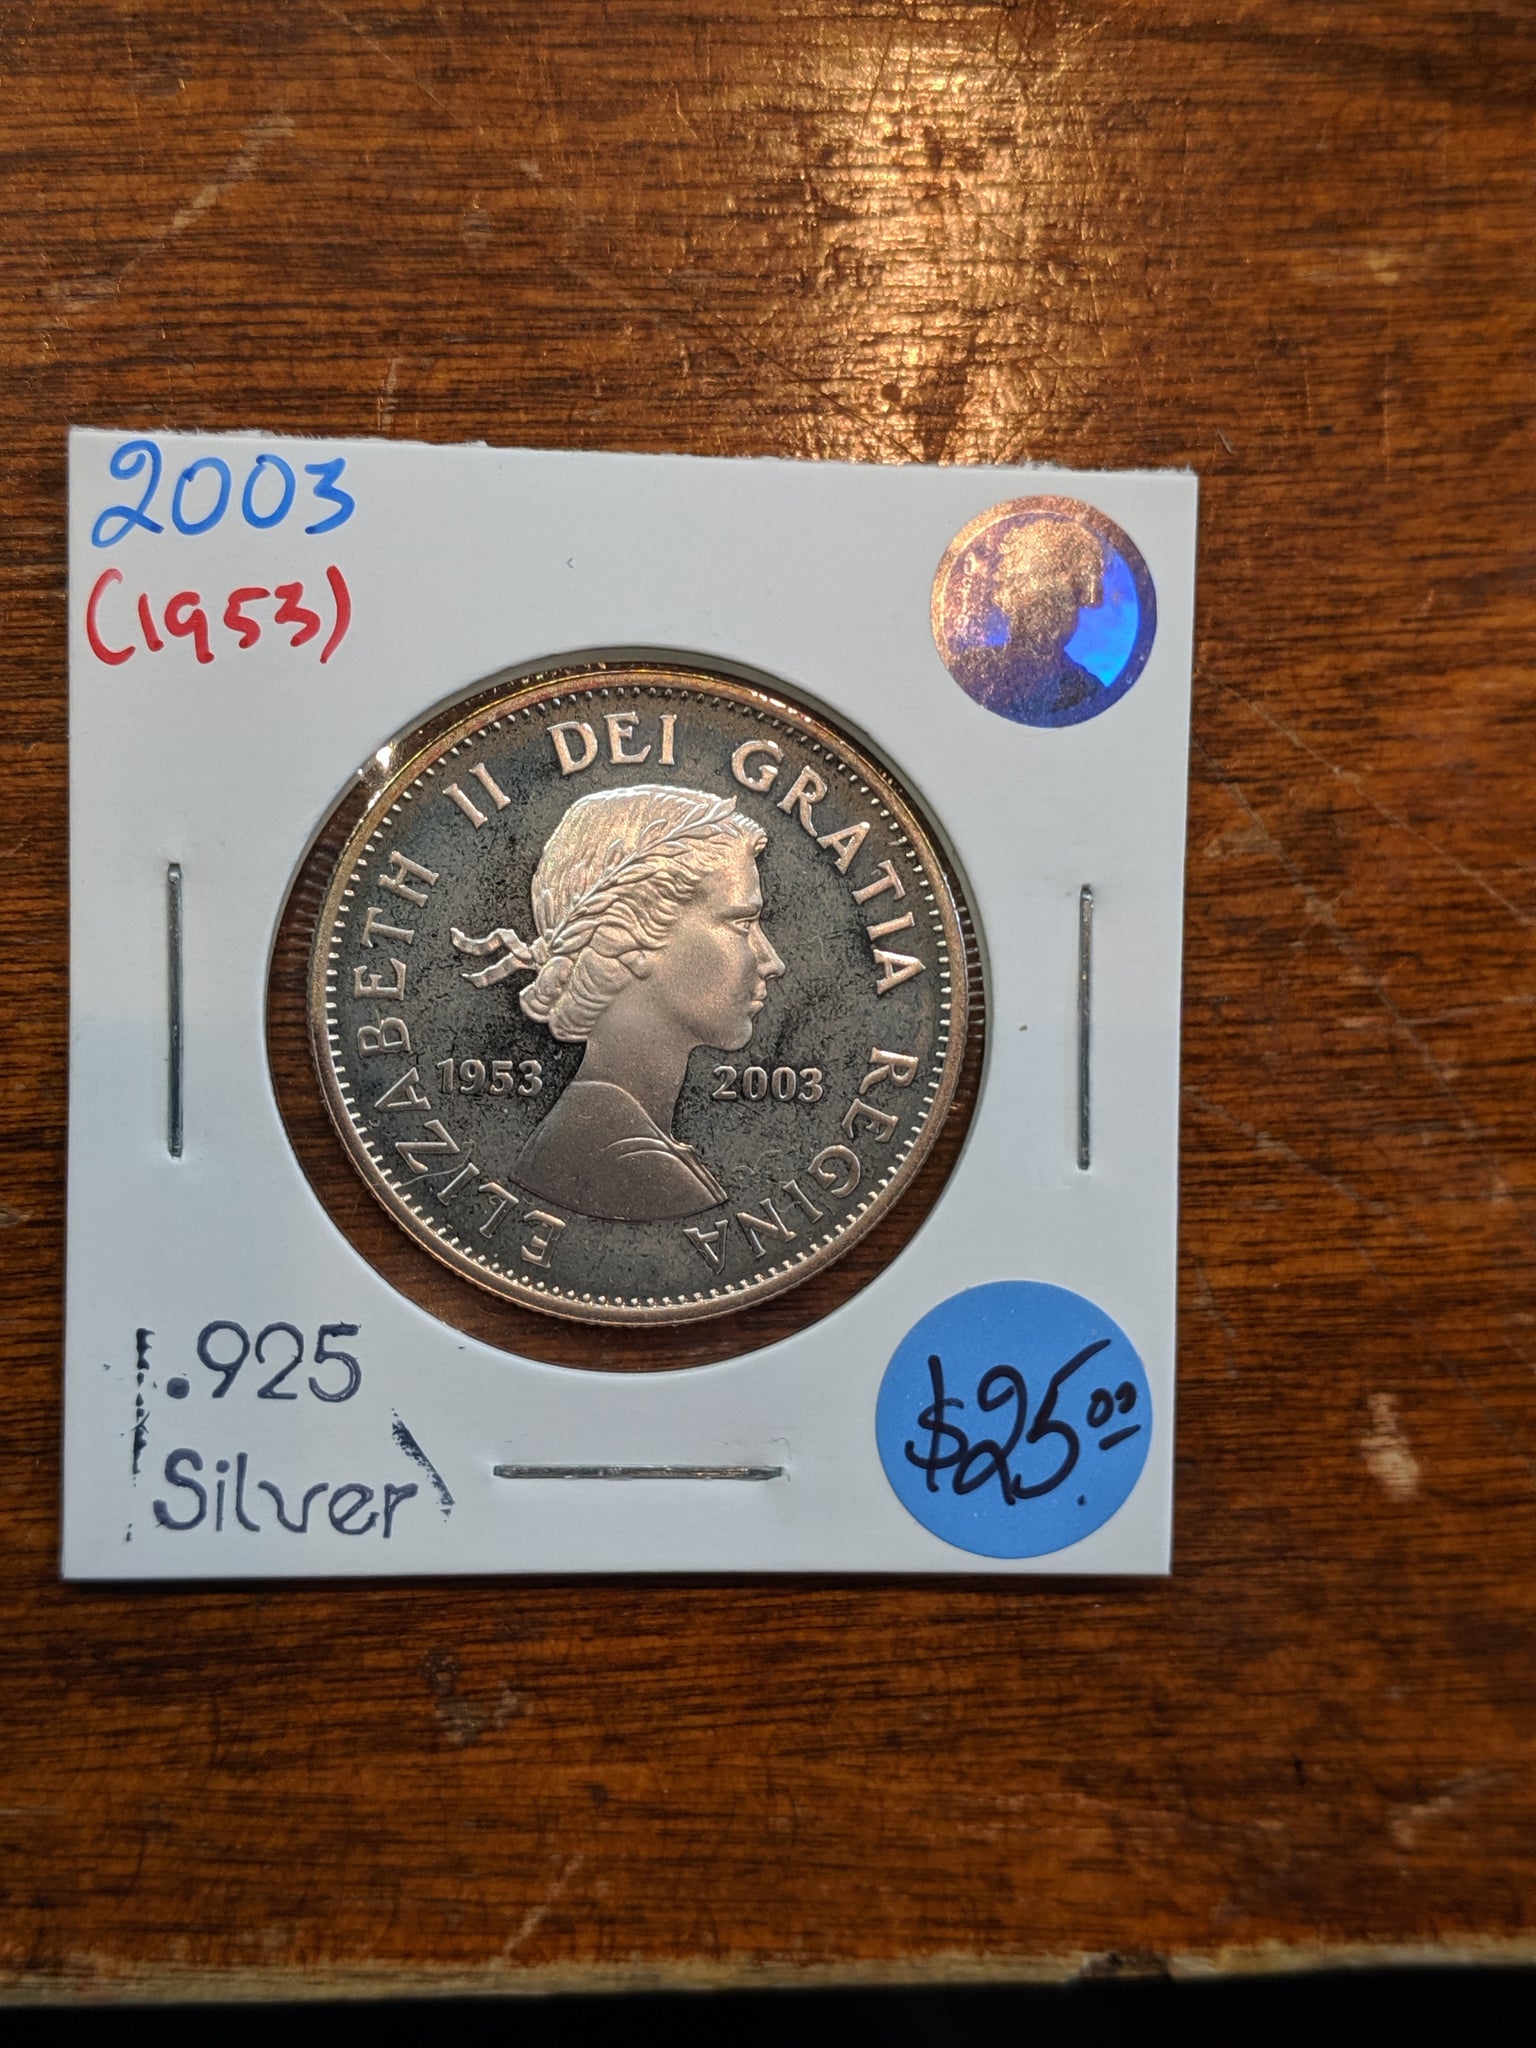 2003
(1953)
ELIZABETH II DEI GRATIA REGINA
1953 2003
.925
Silver
$25.00